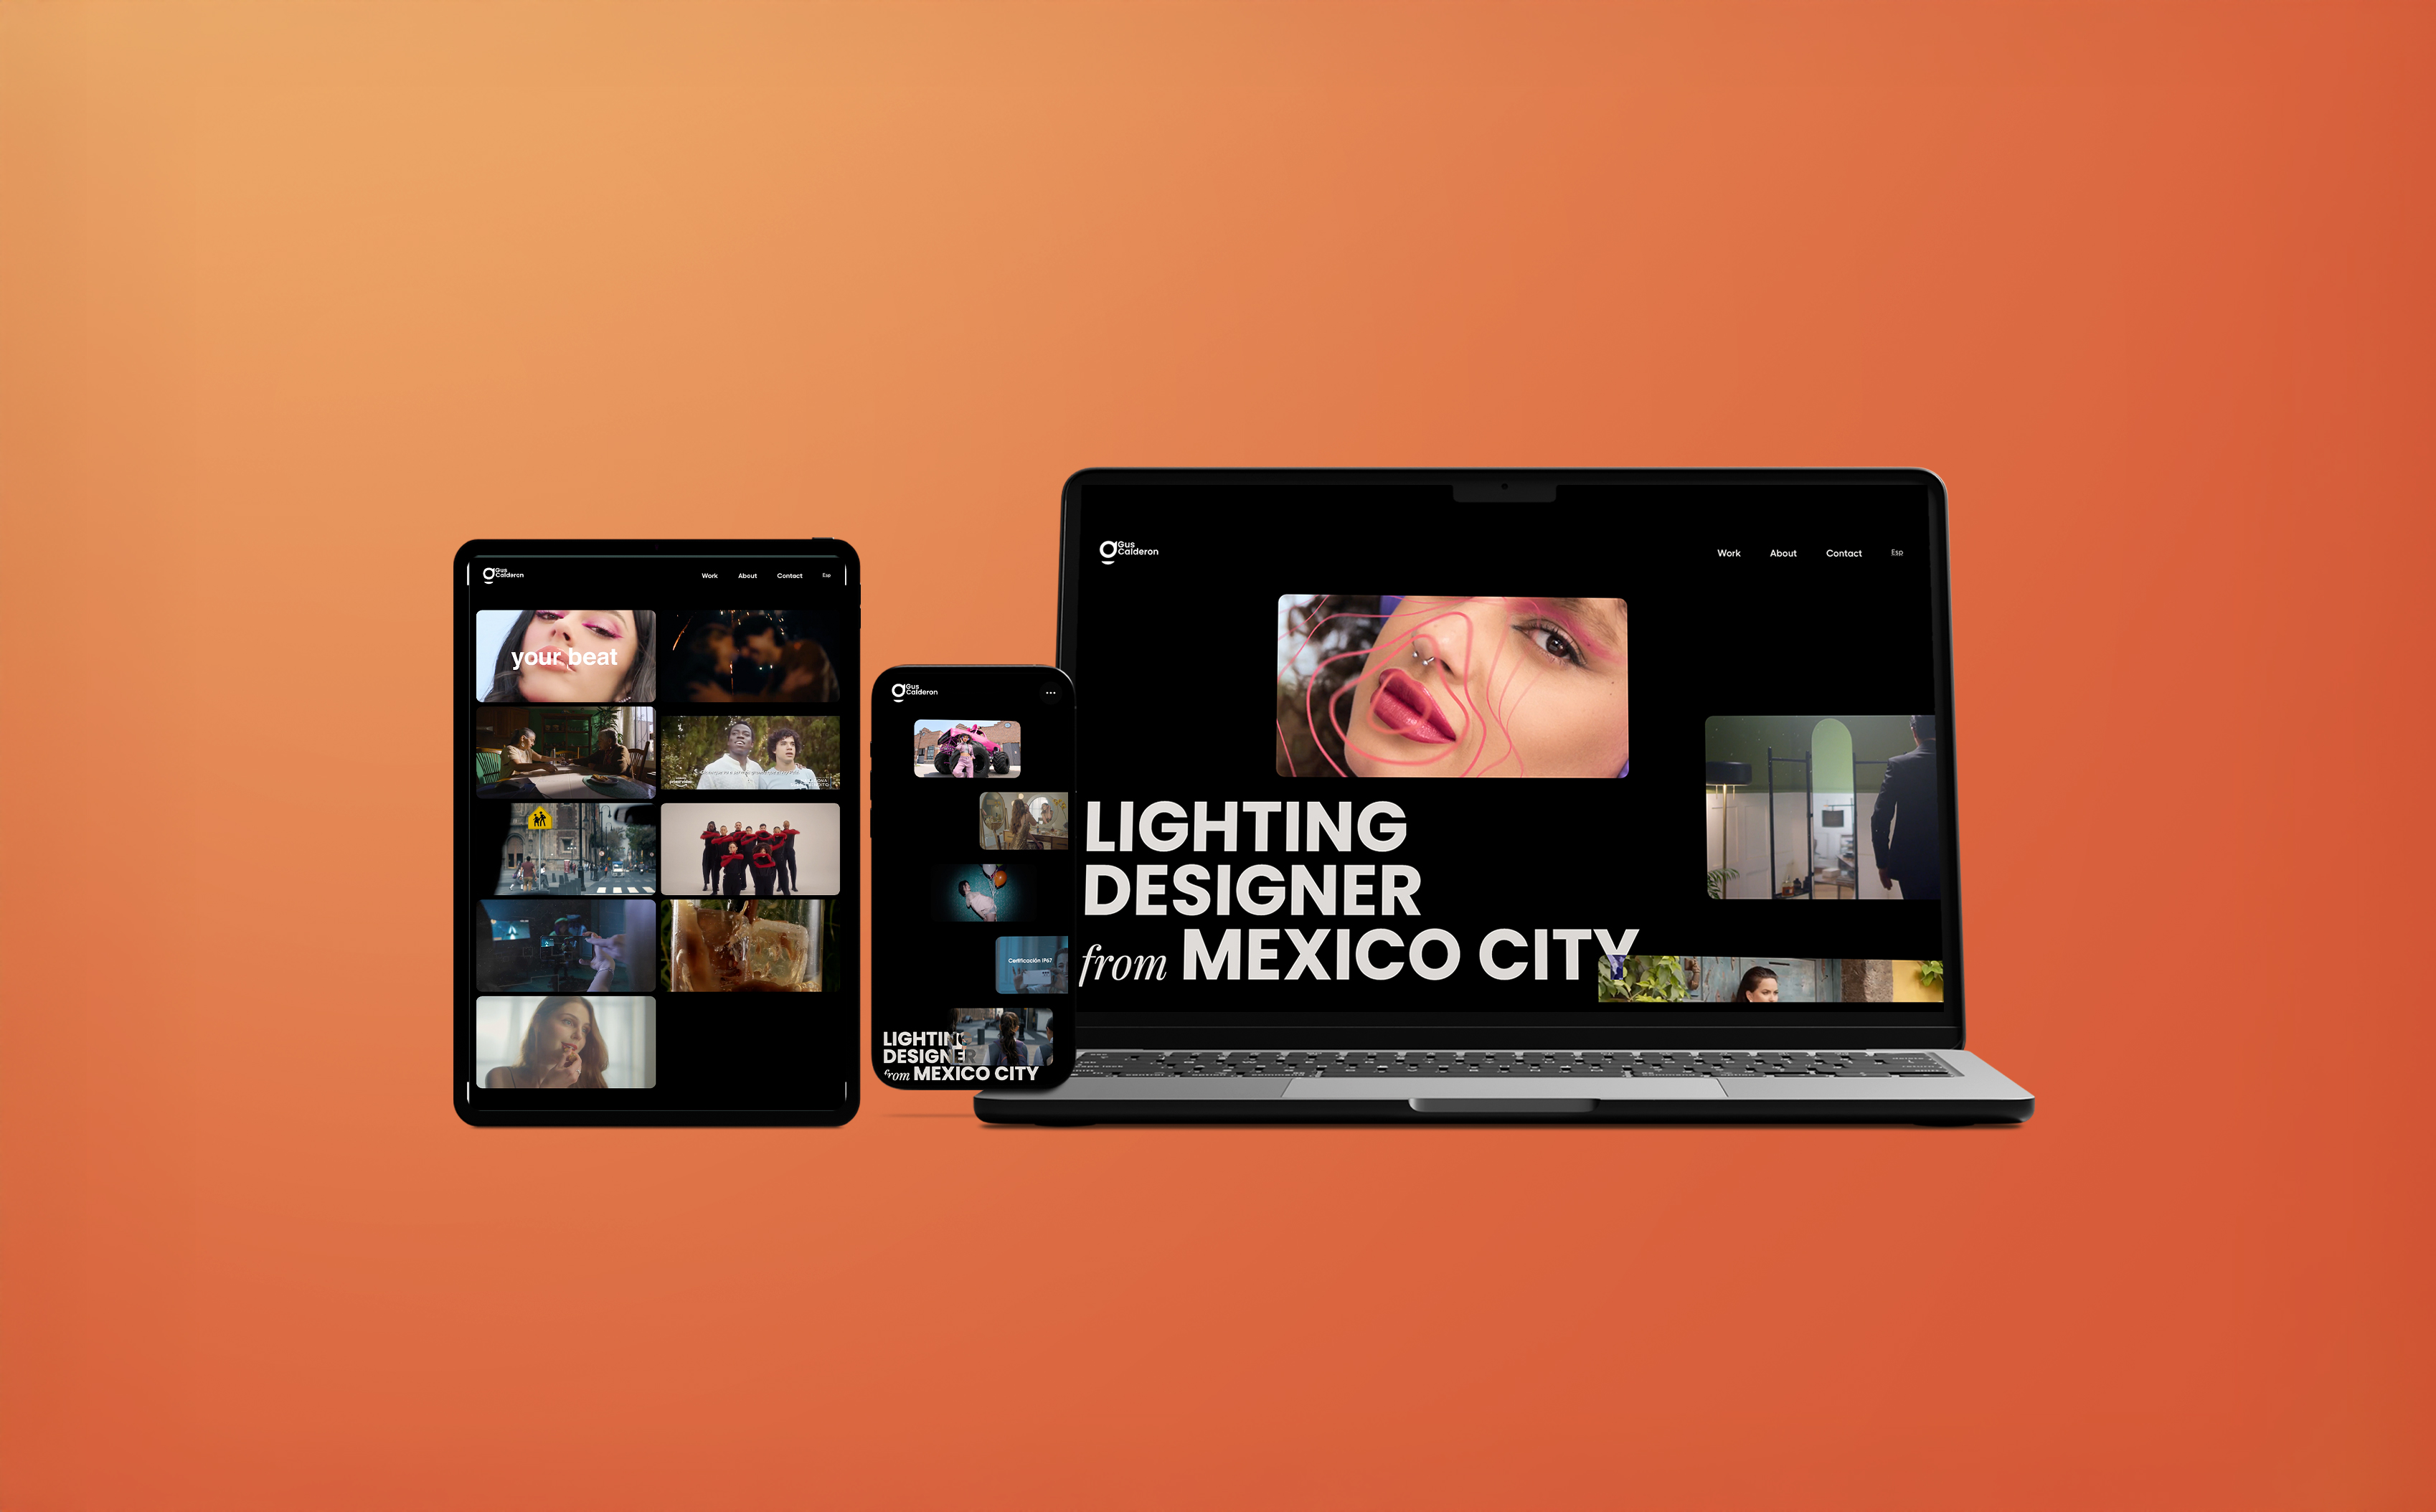 Gus
Calderon
Work About Contact Esp
your beat
Gus
Calderon
Certificación IP67
LIGHTING
DESIGNER
from MEXICO CITY
Gus
Calderon
Work About Contact Esp
LIGHTING
DESIGNER
from MEXICO CITY